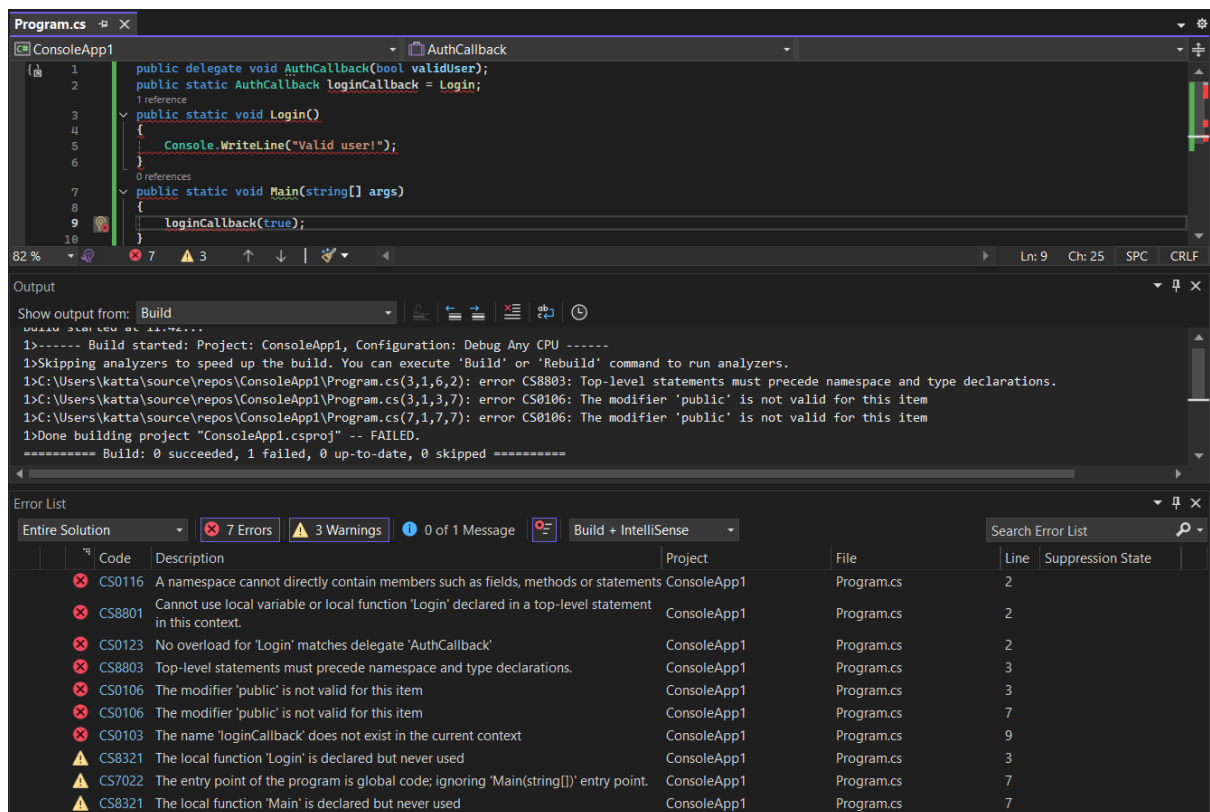 Program.cs
ConsoleApp1 AuthCallback
1 public delegate void AuthCallback(bool validUser);
2 public static AuthCallback loginCallback = Login;
1 reference
3 public static void Login()
4 {
5 Console.WriteLine("Valid user!");
6 }
0 references
7 public static void Main(string[] args)
8 {
9 loginCallback(true);
10 }
82 % 7 3 Ln: 9 Ch: 25 SPC CRLF
Output
Show output from: Build
Build started at 11:42...
1>------ Build started: Project: ConsoleApp1, Configuration: Debug Any CPU ------
1>Skipping analyzers to speed up the build. You can execute 'Build' or 'Rebuild' command to run analyzers.
1>C:\Users\katta\source\repos\ConsoleApp1\Program.cs(3,1,6,2): error CS8803: Top-level statements must precede namespace and type declarations.
1>C:\Users\katta\source\repos\ConsoleApp1\Program.cs(3,1,3,7): error CS0106: The modifier 'public' is not valid for this item
1>C:\Users\katta\source\repos\ConsoleApp1\Program.cs(7,1,7,7): error CS0106: The modifier 'public' is not valid for this item
1>Done building project "ConsoleApp1.csproj" -- FAILED.
========== Build: 0 succeeded, 1 failed, 0 up-to-date, 0 skipped ==========
Error List
Entire Solution 7 Errors 3 Warnings 0 of 1 Message Build + IntelliSense Search Error List
Code Description Project File Line Suppression State
CS0116 A namespace cannot directly contain members such as fields, methods or statements ConsoleApp1 Program.cs 2
CS8801 Cannot use local variable or local function 'Login' declared in a top-level statement
in this context. ConsoleApp1 Program.cs 2
CS0123 No overload for 'Login' matches delegate 'AuthCallback' ConsoleApp1 Program.cs 2
CS8803 Top-level statements must precede namespace and type declarations. ConsoleApp1 Program.cs 3
CS0106 The modifier 'public' is not valid for this item ConsoleApp1 Program.cs 3
CS0106 The modifier 'public' is not valid for this item ConsoleApp1 Program.cs 7
CS0103 The name 'loginCallback' does not exist in the current context ConsoleApp1 Program.cs 9
CS8321 The local function 'Login' is declared but never used ConsoleApp1 Program.cs 3
CS7022 The entry point of the program is global code; ignoring 'Main(string[])' entry point. ConsoleApp1 Program.cs 7
CS8321 The local function 'Main' is declared but never used ConsoleApp1 Program.cs 7